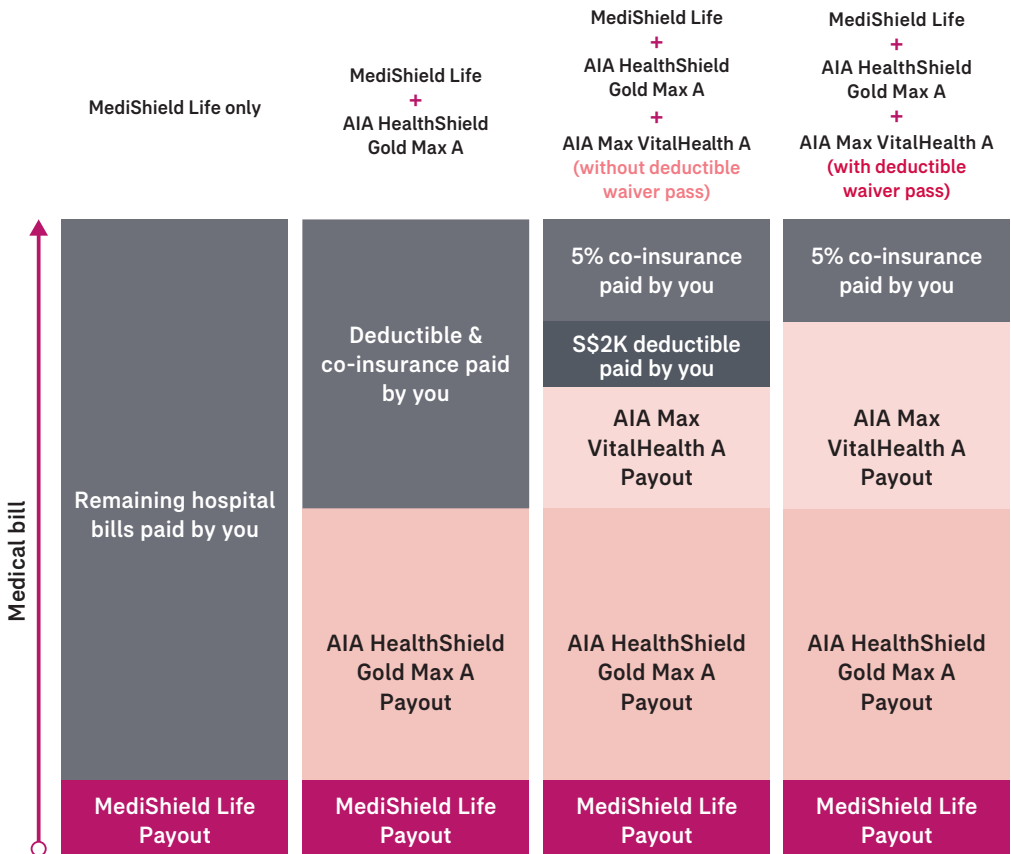 MediShield Life only
MediShield Life
+
AIA HealthShield
Gold Max A
MediShield Life
+
AIA HealthShield
Gold Max A
+
AIA Max VitalHealth A
(without deductible
waiver pass)
MediShield Life
+
AIA HealthShield
Gold Max A
+
AIA Max VitalHealth A
(with deductible
waiver pass)
Medical bill
Remaining hospital
bills paid by you
MediShield Life
Payout
Deductible &
co-insurance paid
by you
AIA HealthShield
Gold Max A
Payout
MediShield Life
Payout
5% co-insurance
paid by you
S$2K deductible
paid by you
AIA Max
VitalHealth A
Payout
AIA HealthShield
Gold Max A
Payout
MediShield Life
Payout
5% co-insurance
paid by you
AIA Max
VitalHealth A
Payout
AIA HealthShield
Gold Max A
Payout
MediShield Life
Payout